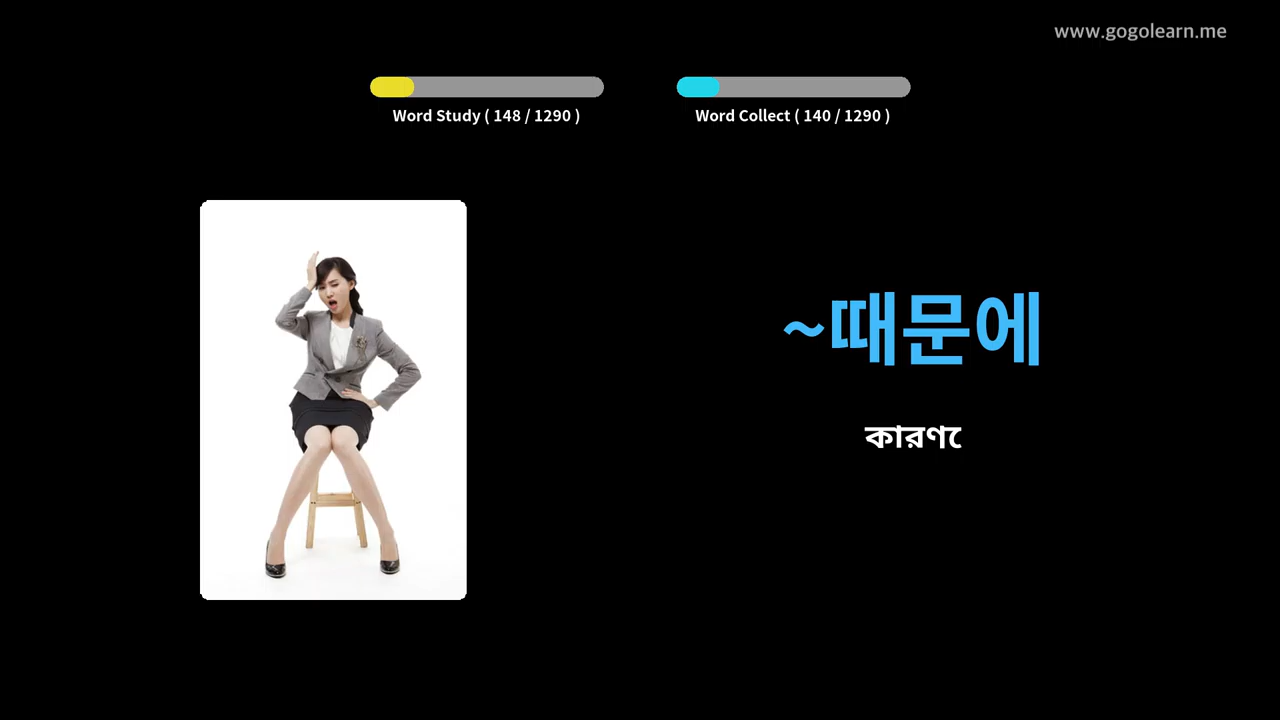 www.gogolearn.me
Word Study ( 148 / 1290 )
Word Collect ( 140 / 1290 )
~때문에
কারণে